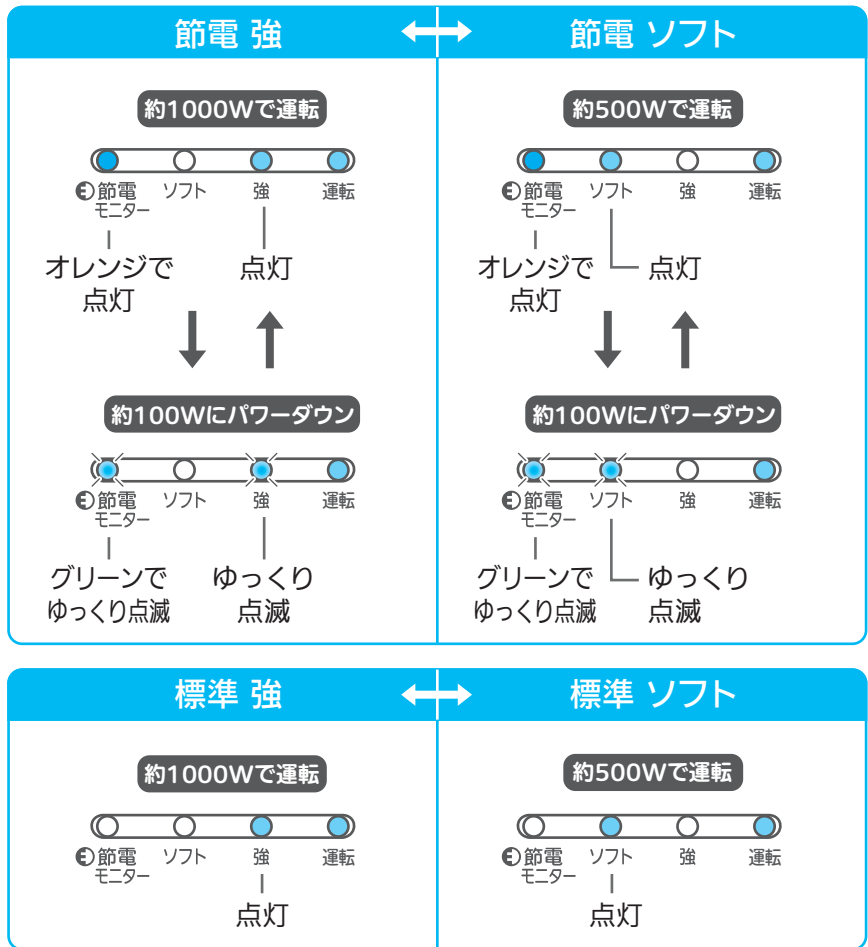 節電 強
節電 ソフト
約1000Wで運転
節電
モニター
ソフト
強
運転
オレンジで
点灯
点灯
約100Wにパワーダウン
節電
モニター
ソフト
強
運転
グリーンで
ゆっくり点滅
ゆっくり
点滅
約500Wで運転
節電
モニター
ソフト
強
運転
オレンジで
点灯
点灯
約100Wにパワーダウン
節電
モニター
ソフト
強
運転
グリーンで
ゆっくり点滅
ゆっくり
点滅
標準 強
標準 ソフト
約1000Wで運転
節電
モニター
ソフト
強
運転
点灯
約500Wで運転
節電
モニター
ソフト
強
運転
点灯